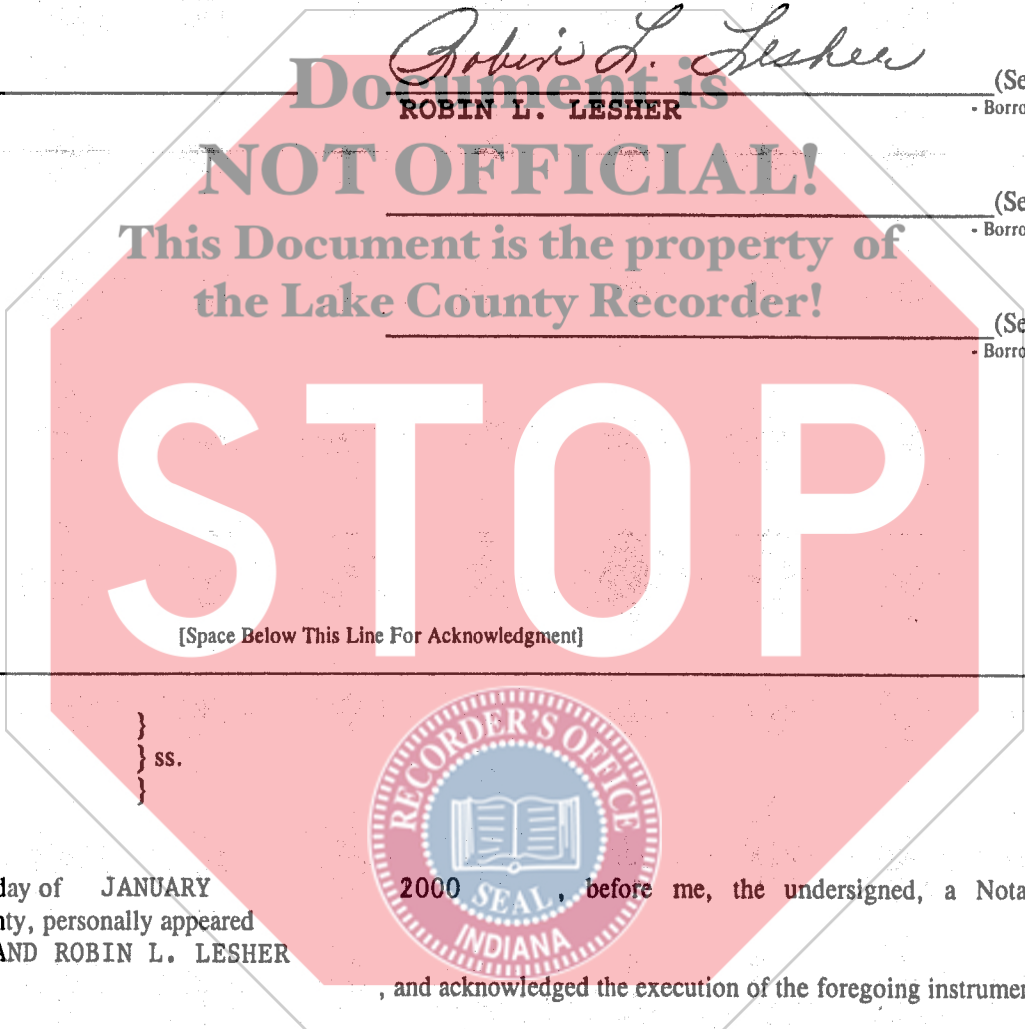 Robin L. Lesher
(Se
Document is
ROBIN L. LESHER
- Borro
NOT OFFICIAL!
(Se
- Borro
This Document is the property of
the Lake County Recorder!
(Se
- Borro
STOP
[Space Below This Line For Acknowledgment]
}
} ss.
}
RECORDER'S OFFICE
SEAL
INDIANA
day of JANUARY 2000 , before me, the undersigned, a Nota
nty, personally appeared
AND ROBIN L. LESHER
, and acknowledged the execution of the foregoing instrumen